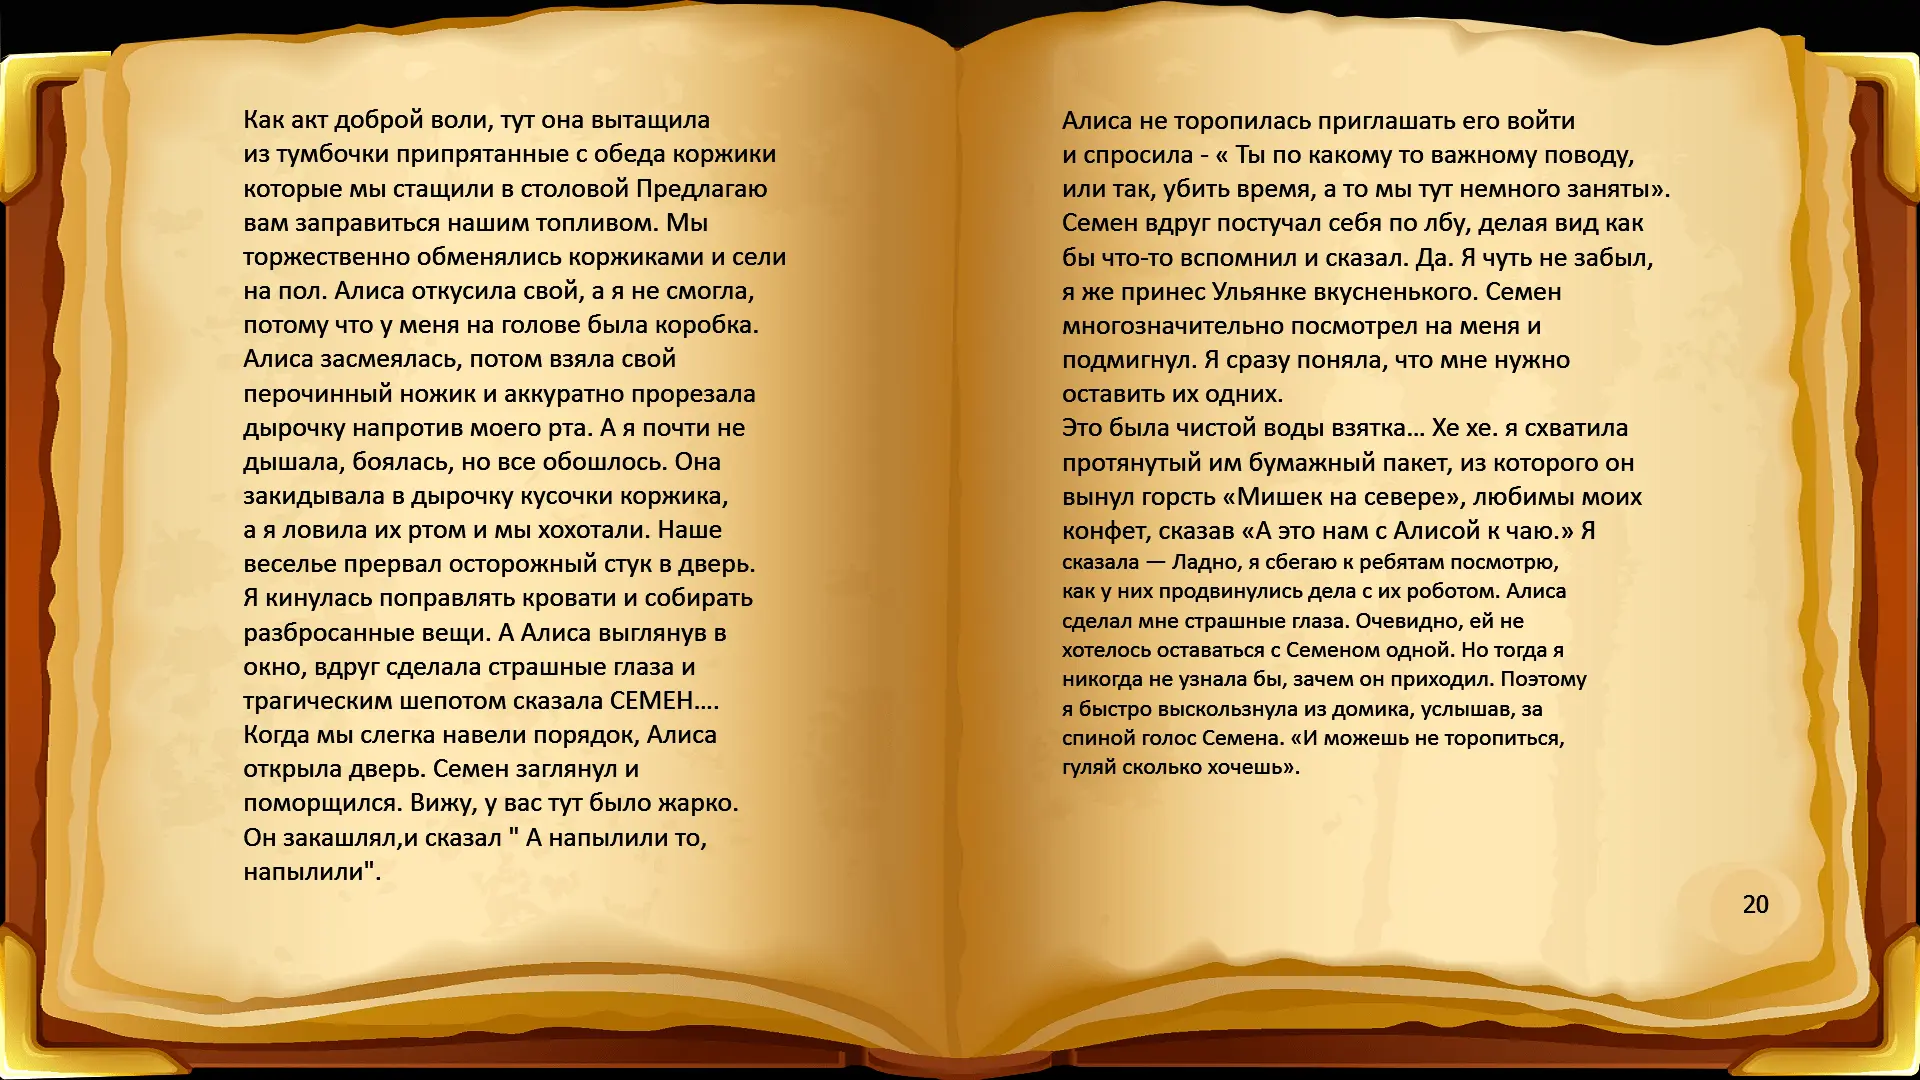 Как акт доброй воли, тут она вытащила
из тумбочки припрятанные с обеда коржики
которые мы стащили в столовой Предлагаю
вам заправиться нашим топливом. Мы
торжественно обменялись коржиками и сели
на пол. Алиса откусила свой, а я не смогла,
потому что у меня на голове была коробка.
Алиса засмеялась, потом взяла свой
перочинный ножик и аккуратно прорезала
дырочку напротив моего рта. А я почти не
дышала, боялась, но все обошлось. Она
закидывала в дырочку кусочки коржика,
а я ловила их ртом и мы хохотали. Наше
веселье прервал осторожный стук в дверь.
Я кинулась поправлять кровати и собирать
разбросанные вещи. А Алиса выглянув в
окно, вдруг сделала страшные глаза и
трагическим шепотом сказала СЕМЕН....
Когда мы слегка навели порядок, Алиса
открыла дверь. Семен заглянул и
поморщился. Вижу, у вас тут было жарко.
Он закашлял,и сказал " А напылили то,
напылили".
Алиса не торопилась приглашать его войти
и спросила - « Ты по какому то важному поводу,
или так, убить время, а то мы тут немного заняты».
Семен вдруг постучал себя по лбу, делая вид как
бы что-то вспомнил и сказал. Да. Я чуть не забыл,
я же принес Ульянке вкусненького. Семен
многозначительно посмотрел на меня и
подмигнул. Я сразу поняла, что мне нужно
оставить их одних.
Это была чистой воды взятка... Хе хе. я схватила
протянутый им бумажный пакет, из которого он
вынул горсть «Мишек на севере», любимы моих
конфет, сказав «А это нам с Алисой к чаю.» Я
сказала — Ладно, я сбегаю к ребятам посмотрю,
как у них продвинулись дела с их роботом. Алиса
сделал мне страшные глаза. Очевидно, ей не
хотелось оставаться с Семеном одной. Но тогда я
никогда не узнала бы, зачем он приходил. Поэтому
я быстро выскользнула из домика, услышав, за
спиной голос Семена. «И можешь не торопиться,
гуляй сколько хочешь».
20